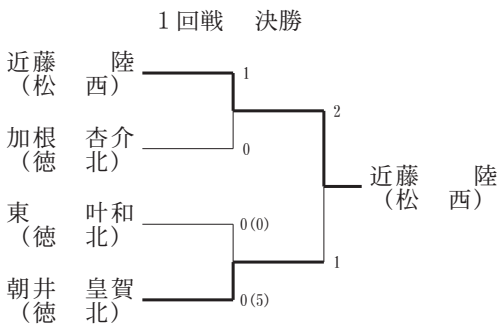 1回戦　決勝
近藤　　陸
（松　西）
1
2
加根　杏介
（徳　北）
0
近藤　　陸
（松　西）
東　　叶和
（徳　北）
0(0)
1
朝井　皇賀
（徳　北）
0(5)